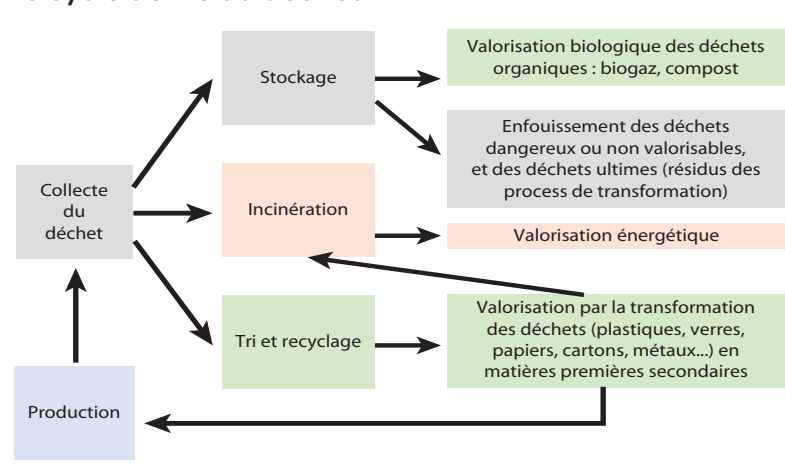 Stockage
Valorisation biologique des déchets
organiques : biogaz, compost
Enfouissement des déchets
dangereux ou non valorisables,
et des déchets ultimes (résidus des
process de transformation)
Collecte
du
déchet
Incinération
Valorisation énergétique
Tri et recyclage
Valorisation par la transformation
des déchets (plastiques, verres,
papiers, cartons, métaux...) en
matières premières secondaires
Production